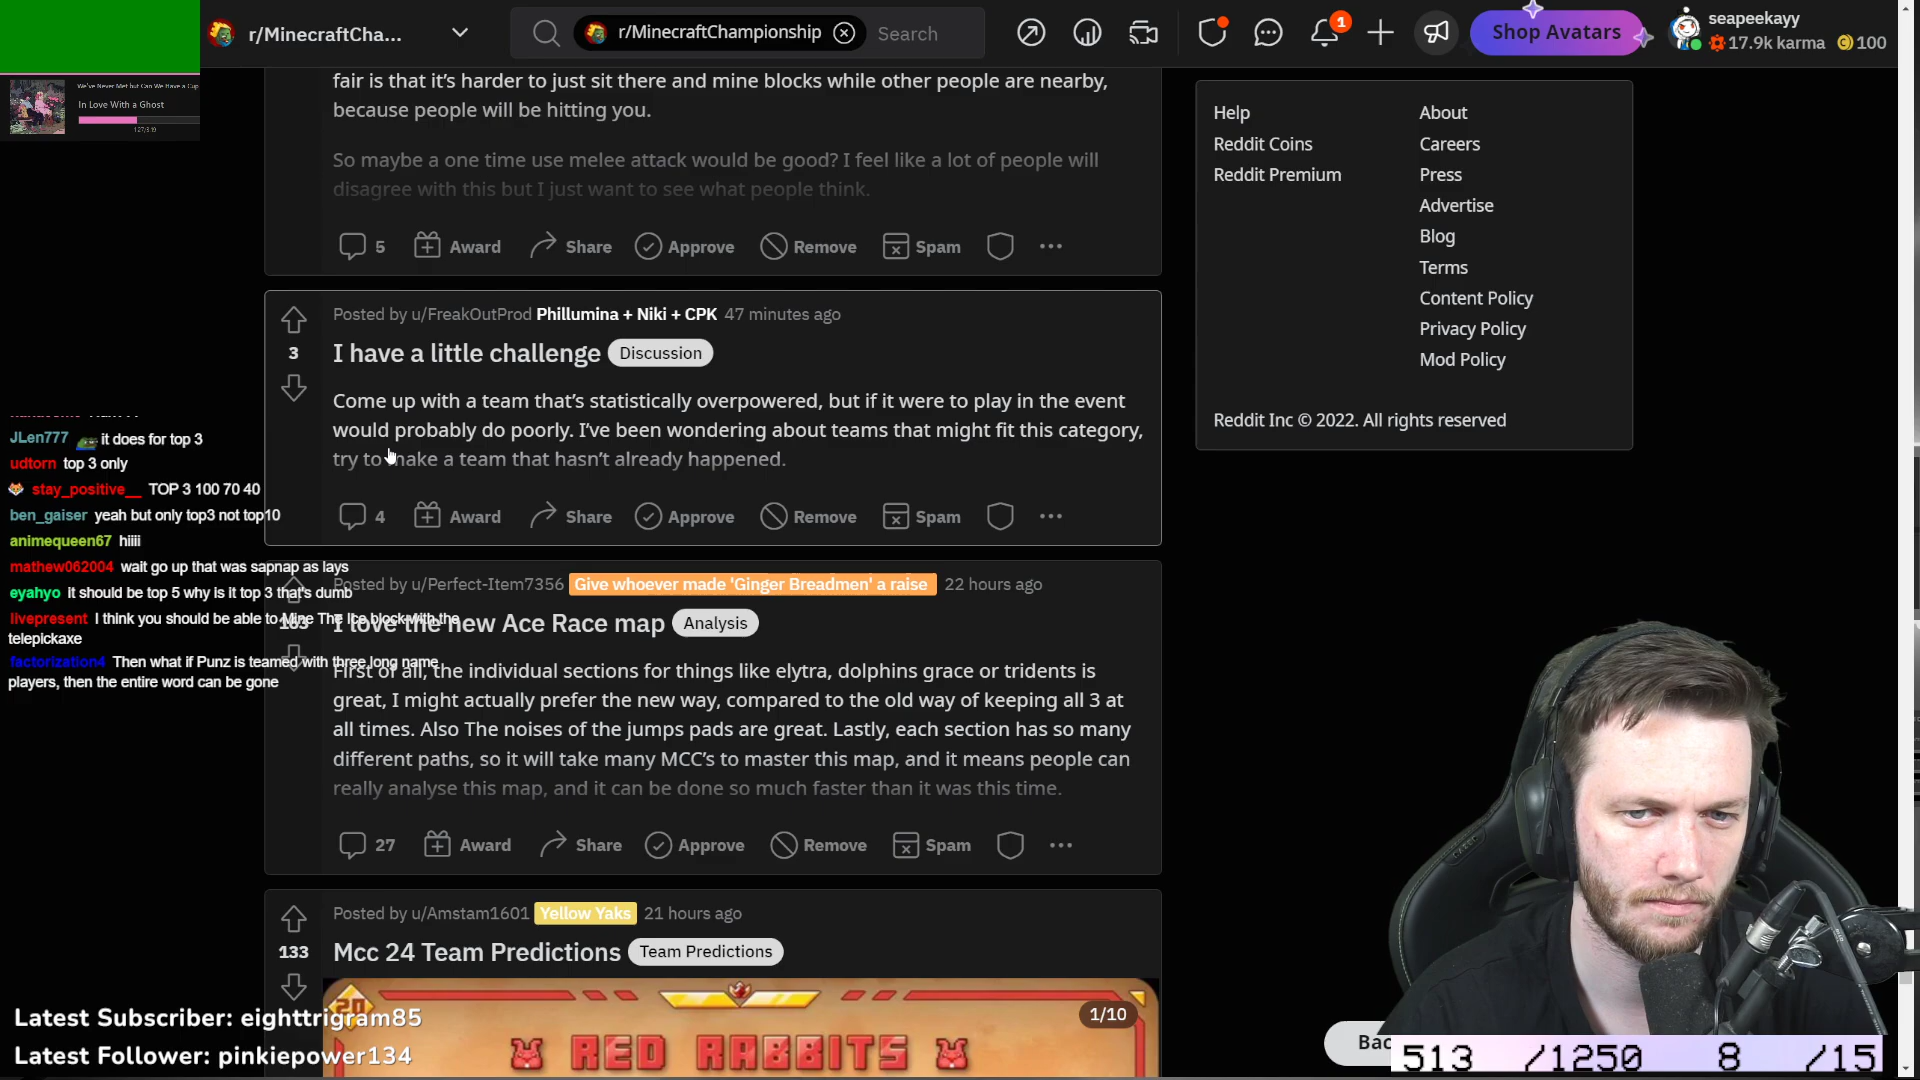 r/MinecraftCha...
r/MinecraftChampionship
Search
1
Shop Avatars
seapeekayy
17.9k karma
100
We've Never Met but Can We Have a Cup
In Love With a Ghost
fair is that it's harder to just sit there and mine blocks while other people are nearby,
because people will be hitting you.
So maybe a one time use melee attack would be good? I feel like a lot of people will
disagree with this but I just want to see what people think.
5 Award Share Approve Remove Spam
Help
Reddit Coins
Reddit Premium
About
Careers
Press
Advertise
Blog
Terms
Content Policy
Privacy Policy
Mod Policy
Reddit Inc © 2022. All rights reserved
Posted by u/FreakOutProd Phillumina + Niki + CPK 47 minutes ago
3
I have a little challenge Discussion
Come up with a team that's statistically overpowered, but if it were to play in the event
would probably do poorly. I've been wondering about teams that might fit this category,
try to make a team that hasn't already happened.
4 Award Share Approve Remove Spam
JLen777 it does for top 3
udtorn top 3 only
stay_positive__ TOP 3 100 70 40
ben_gaiser yeah but only top3 not top10
animequeen67 hiiii
mathew062004 wait go up that was sapnap as lays
eyahyo it should be top 5 why is it top 3 that's dumb
livepresent I think you should be able to Mine The Ice block with the
telepickaxe
factorization4 Then what if Punz is teamed with three long name
players, then the entire word can be gone
Posted by u/Perfect-Item7356 Give whoever made 'Ginger Breadmen' a raise 22 hours ago
I love the new Ace Race map Analysis
First of all, the individual sections for things like elytra, dolphins grace or tridents is
great, I might actually prefer the new way, compared to the old way of keeping all 3 at
all times. Also The noises of the jumps pads are great. Lastly, each section has so many
different paths, so it will take many MCC's to master this map, and it means people can
really analyse this map, and it can be done so much faster than it was this time.
27 Award Share Approve Remove Spam
Posted by u/Amstam1601 Yellow Yaks 21 hours ago
133
Mcc 24 Team Predictions Team Predictions
20
1/10
RED RABBITS
Latest Subscriber: eighttrigram85
Latest Follower: pinkiepower134
Bac
513 /1250 8 /15